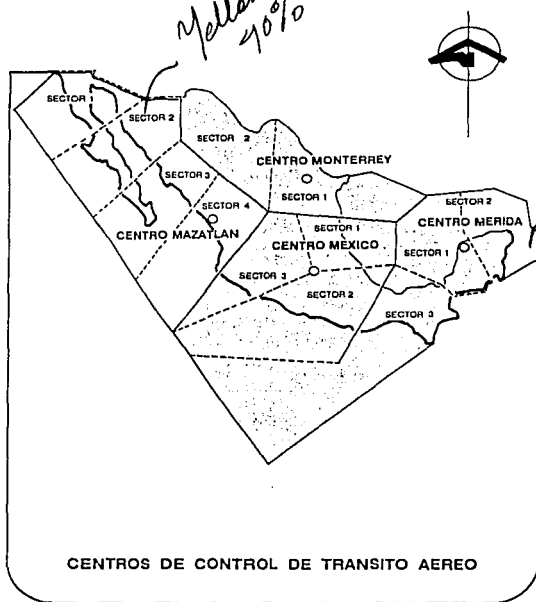 40%
SECTOR
SECTOR 2
SECTOR 2
CENTRO MONTERREY
SECTOR 3
SECTOR 1
SECTOR 2
SECTOR 4
SECTOR 1
CENTRO MERIDA
CENTRO MAZATLAN
CENTRO MEXICO
SECTOR 1
SECTOR 3
SECTOR 2
SECTOR 3
CENTROS DE CONTROL DE TRANSITO AEREO